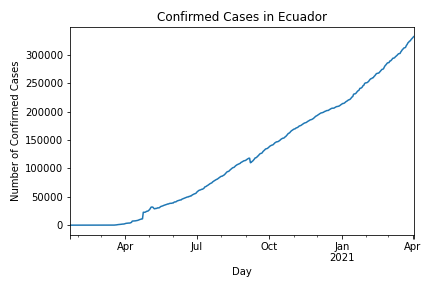 Confirmed Cases in Ecuador
Number of Confirmed Cases
300000
250000
200000
150000
100000
50000
0
Apr
Jul
Oct
Jan
2021
Apr
Day